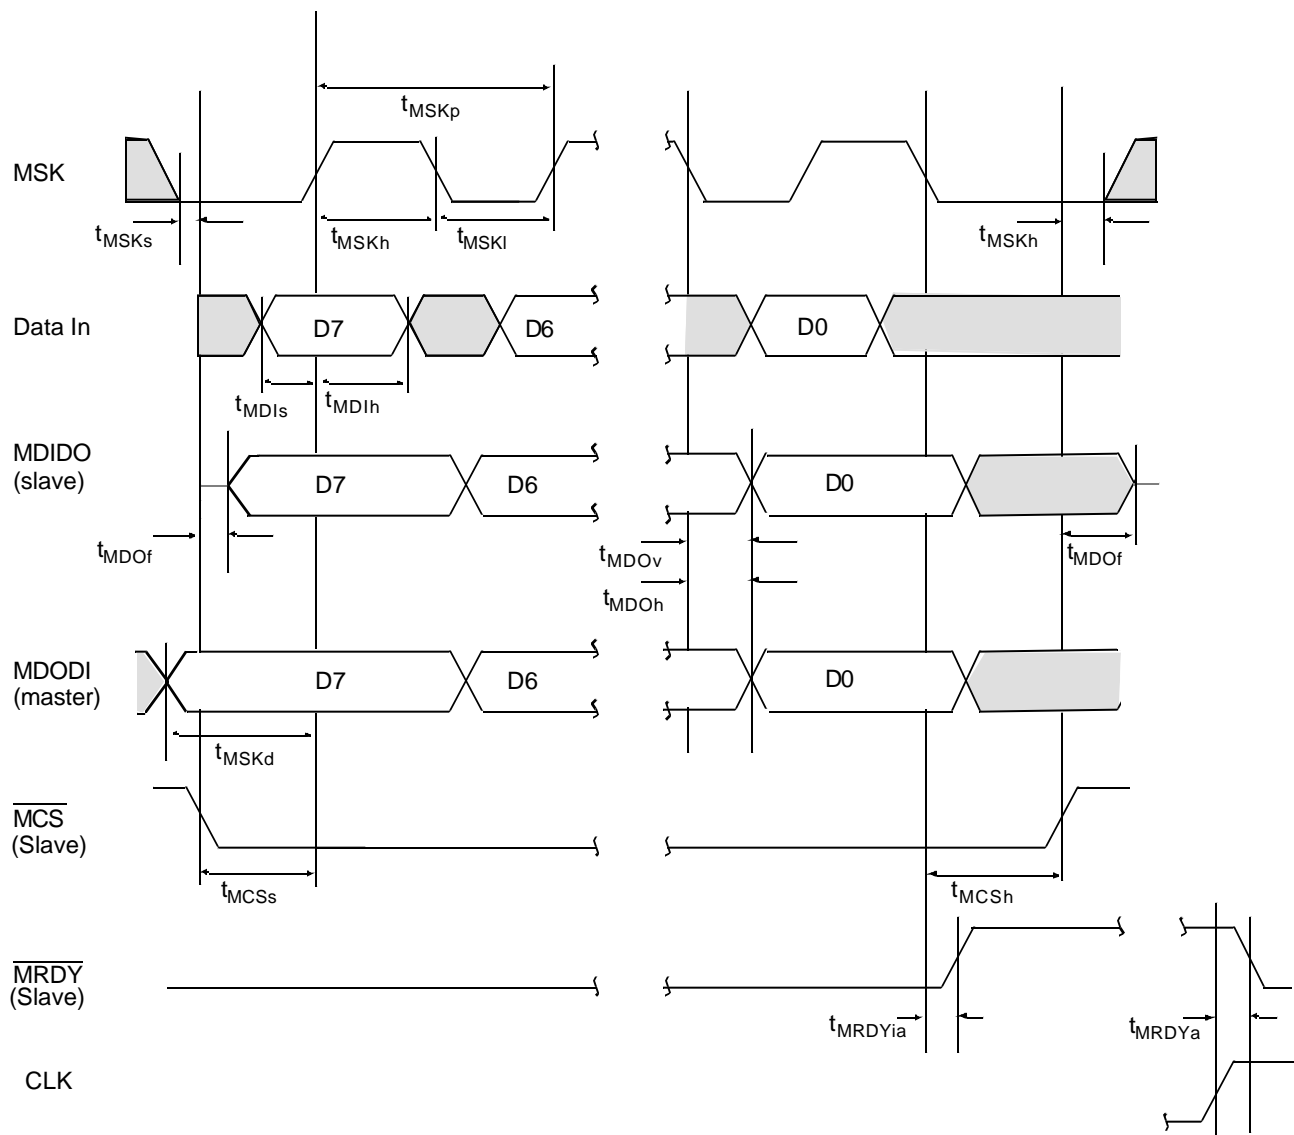 tMSKp
MSK
tMSKs
tMSKh
tMSKl
tMSKh
Data In
D7
D6
D0
tMDIs
tMDIh
MDIDO
(slave)
D7
D6
D0
tMDOf
tMDOv
tMDOf
tMDOh
MDODI
(master)
D7
D6
D0
tMSKd
MCS
(Slave)
tMCSs
tMCSh
MRDY
(Slave)
tMRDYia
tMRDYa
CLK